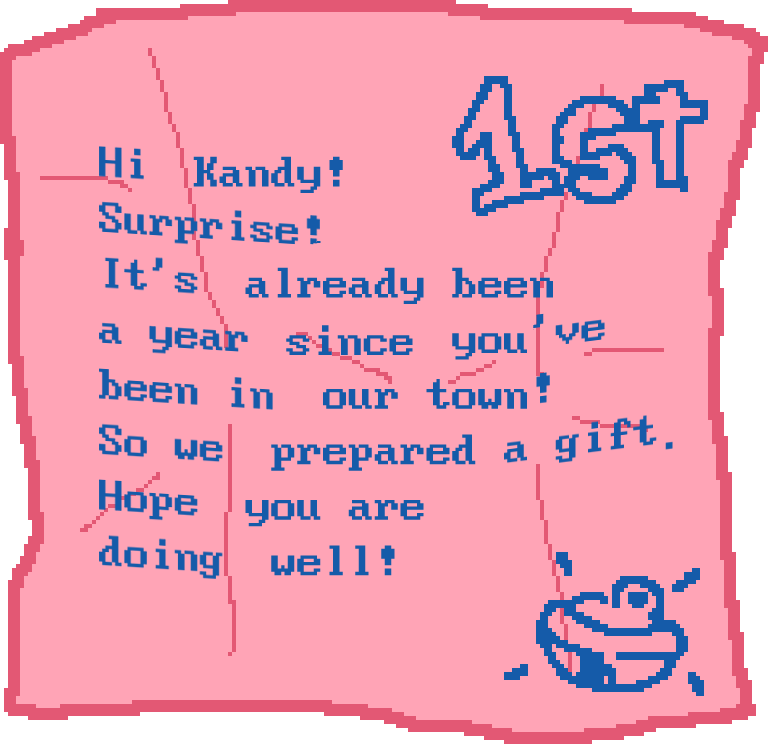 1ST
Hi Kandy!
Surprise!
It's already been
a year since you've
been in our town!
So we prepared a gift.
Hope you are
doing well!